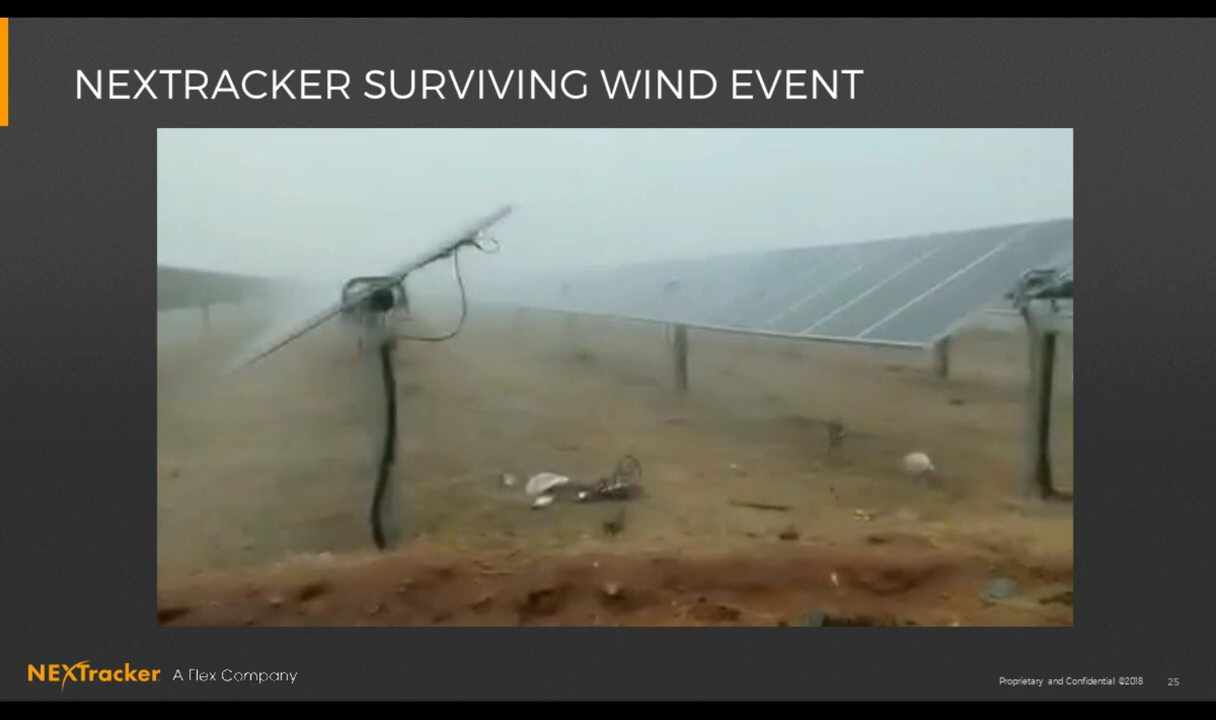 NEXTRACKER SURVIVING WIND EVENT
NEXTracker A Flex Company
Proprietary and Confidential ©2018 25